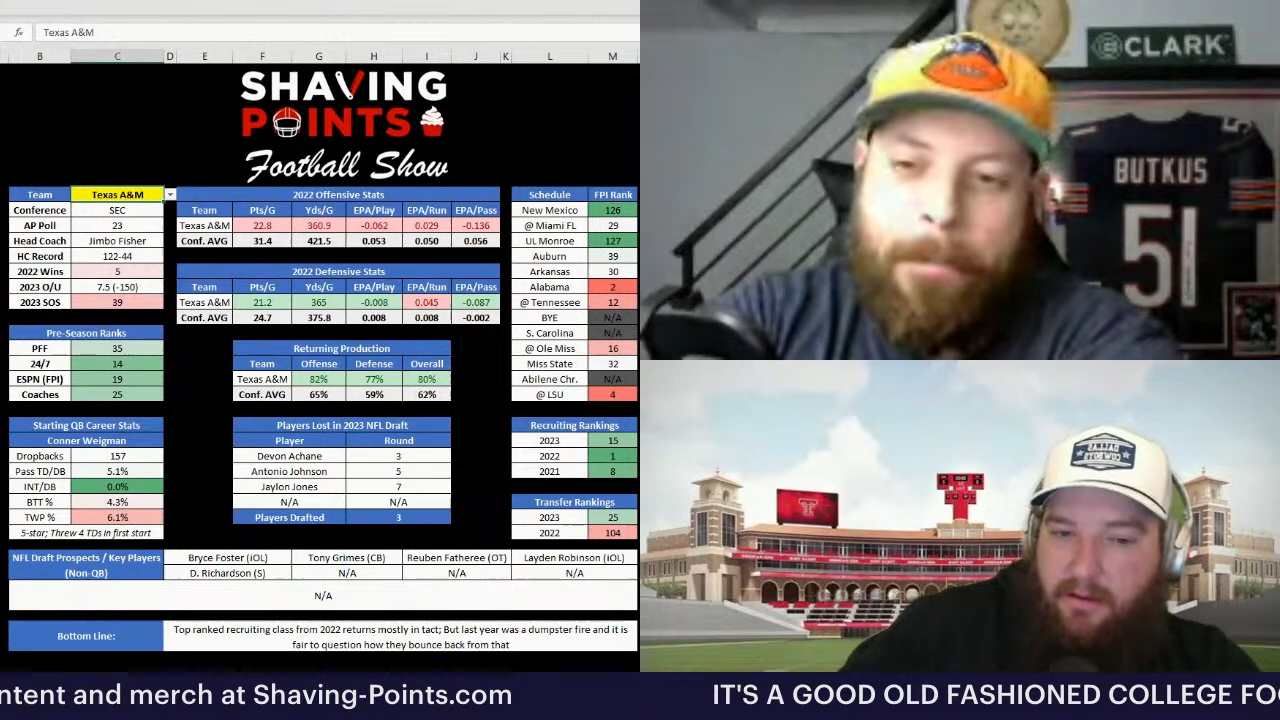 fx Texas A&M
B C D E F G H I J K L M
SHAVING
POINTS
Football Show
Team Texas A&M
Conference SEC
AP Poll 23
Head Coach Jimbo Fisher
HC Record 122-44
2022 Wins 5
2023 O/U 7.5 (-150)
2023 SOS 39
2022 Offensive Stats
Team Pts/G Yds/G EPA/Play EPA/Run EPA/Pass
Texas A&M 22.8 360.9 -0.062 0.029 -0.136
Conf. AVG 31.4 421.5 0.053 0.050 0.056
2022 Defensive Stats
Team Pts/G Yds/G EPA/Play EPA/Run EPA/Pass
Texas A&M 21.2 365 -0.008 0.045 -0.087
Conf. AVG 24.7 375.8 0.008 0.008 -0.002
Schedule FPI Rank
New Mexico 126
@ Miami FL 29
UL Monroe 127
Auburn 39
Arkansas 30
Alabama 2
@ Tennessee 12
BYE N/A
S. Carolina N/A
@ Ole Miss 16
Miss State 32
Abilene Chr. N/A
@ LSU 4
Pre-Season Ranks
PFF 35
24/7 14
ESPN (FPI) 19
Coaches 25
Returning Production
Team Offense Defense Overall
Texas A&M 82% 77% 80%
Conf. AVG 65% 59% 62%
Starting QB Career Stats
Conner Weigman
Dropbacks 157
Pass TD/DB 5.1%
INT/DB 0.0%
BTT % 4.3%
TWP % 6.1%
5-star; Threw 4 TDs in first start
Players Lost in 2023 NFL Draft
Player Round
Devon Achane 3
Antonio Johnson 5
Jaylon Jones 7
N/A N/A
Players Drafted 3
Recruiting Rankings
2023 15
2022 1
2021 8
Transfer Rankings
2023 25
2022 104
NFL Draft Prospects / Key Players
(Non-QB)
Bryce Foster (iOL) Tony Grimes (CB) Reuben Fatheree (OT) Layden Robinson (iOL)
D. Richardson (S) N/A N/A N/A
N/A
Bottom Line:
Top ranked recruiting class from 2022 returns mostly in tact; But last year was a dumpster fire and it is
fair to question how they bounce back from that
CLARK
BUTKUS
51
DALLAS
COWBOYS
ntent and merch at Shaving-Points.com IT'S A GOOD OLD FASHIONED COLLEGE FOO